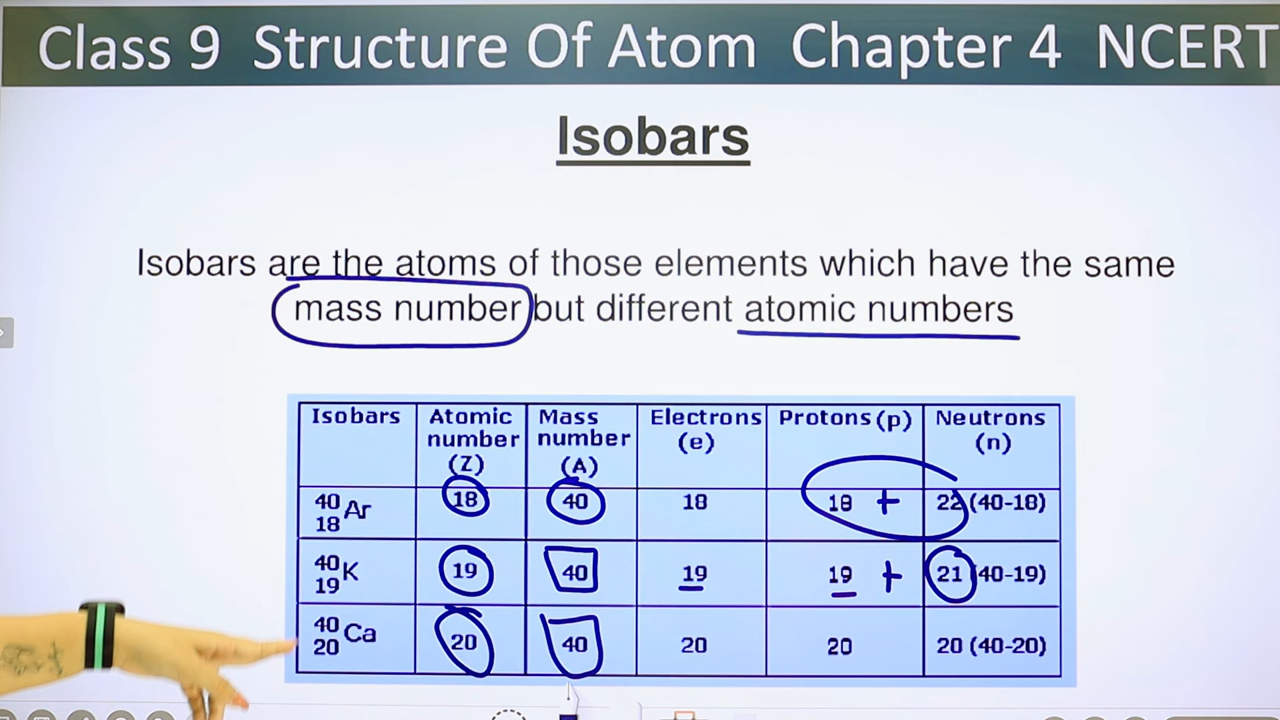 Class 9 Structure Of Atom Chapter 4 NCERT
Isobars
Isobars are the atoms of those elements which have the same
mass number but different atomic numbers
Isobars Atomic number (Z) Mass number (A) Electrons (e) Protons (p) Neutrons (n)
40 18 Ar 18 40 18 18 + 22 (40-18)
40 19 K 19 40 19 19 + 21 (40-19)
40 20 Ca 20 40 20 20 20 (40-20)